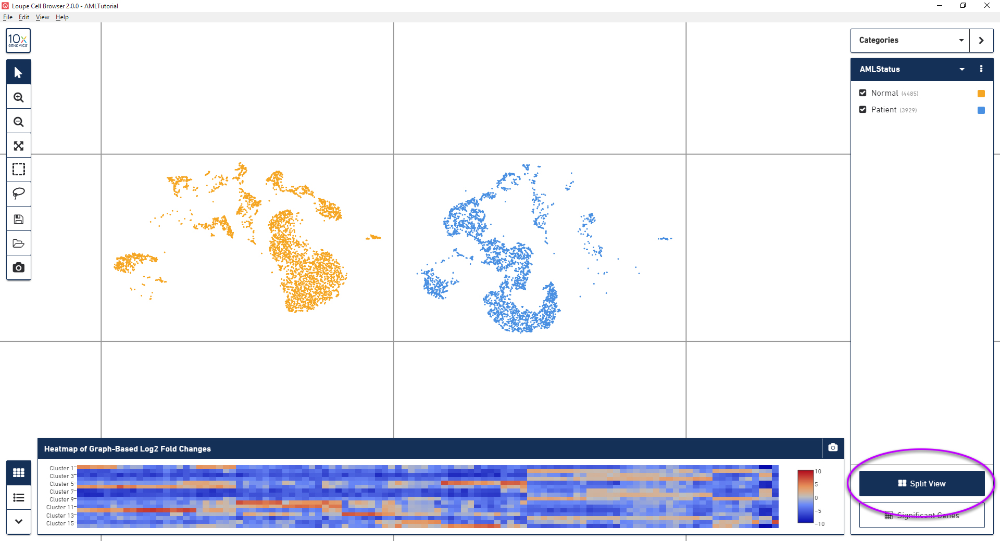 Loupe Cell Browser 2.0.0 - AMLTutorial
File Edit View Help
10x
GENOMICS
Categories
AMLStatus
Normal (4485)
Patient (3929)
Heatmap of Graph-Based Log2 Fold Changes
Cluster 1
Cluster 3
Cluster 5
Cluster 7
Cluster 9
Cluster 11
Cluster 13
Cluster 15
10
5
0
−5
−10
Split View
Significant Genes